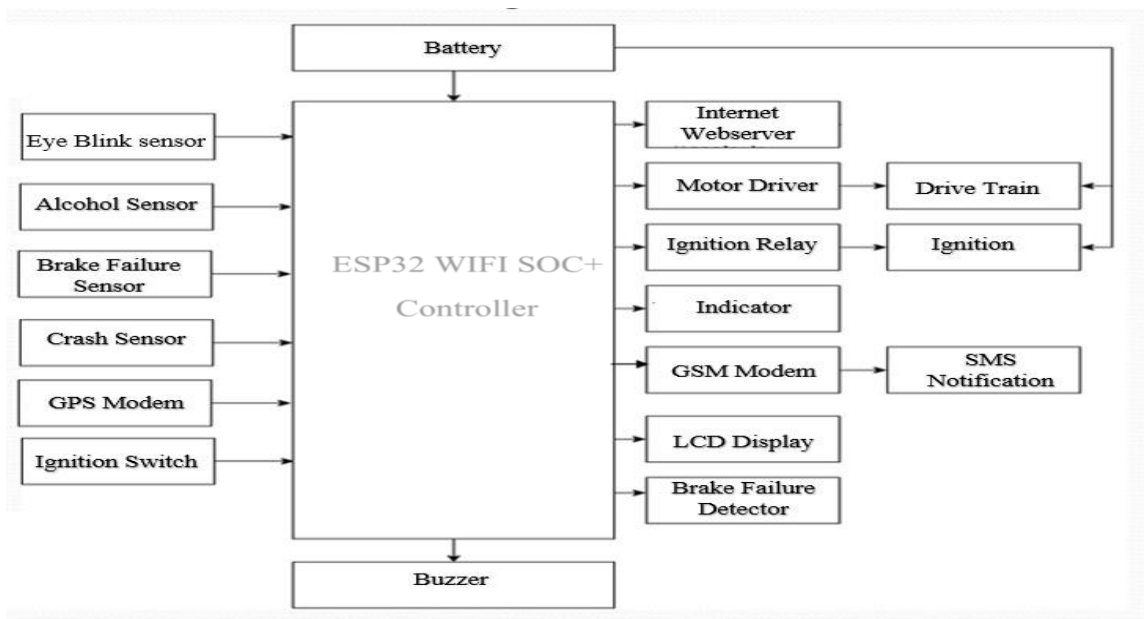 Battery
Eye Blink sensor
Alcohol Sensor
Brake Failure
Sensor
Crash Sensor
GPS Modem
Ignition Switch
ESP32 WIFI SOC+
Controller
Internet
Webserver
Motor Driver
Drive Train
Ignition Relay
Ignition
Indicator
GSM Modem
SMS
Notification
LCD Display
Brake Failure
Detector
Buzzer